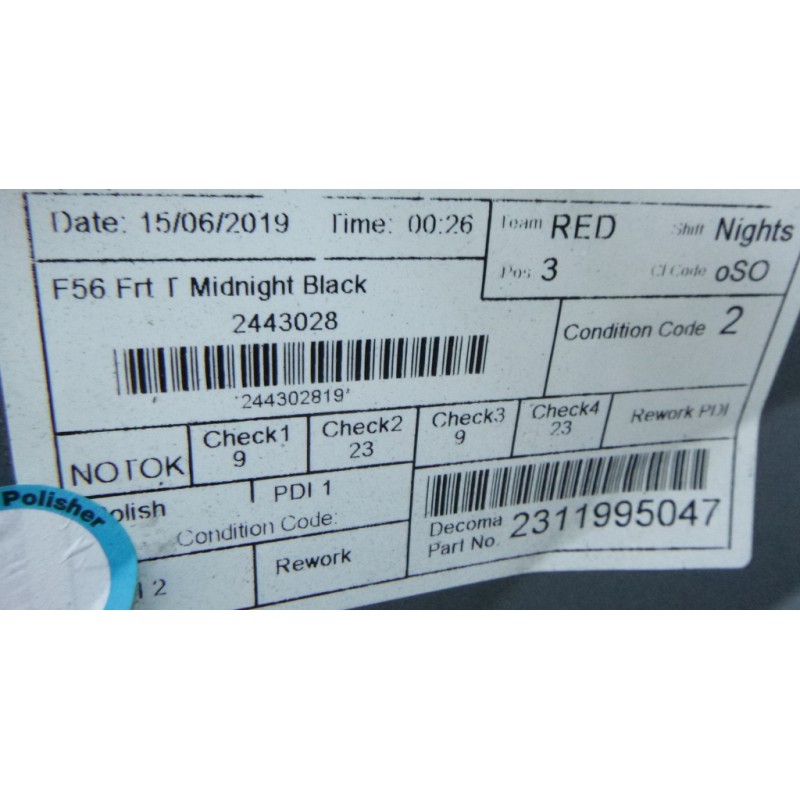 Date: 15/06/2019 Time: 00:26
Team RED Shift Nights
Pos 3 Cl Code oSO
F56 Frt T Midnight Black
2443028
244302819
Condition Code 2
NOTOK
Check1 9
Check2 23
Check3 9
Check4 23
Rework PDI
Polisher
olish
PDI 1
Condition Code:
Decoma Part No. 2311995047
I 2
Rework